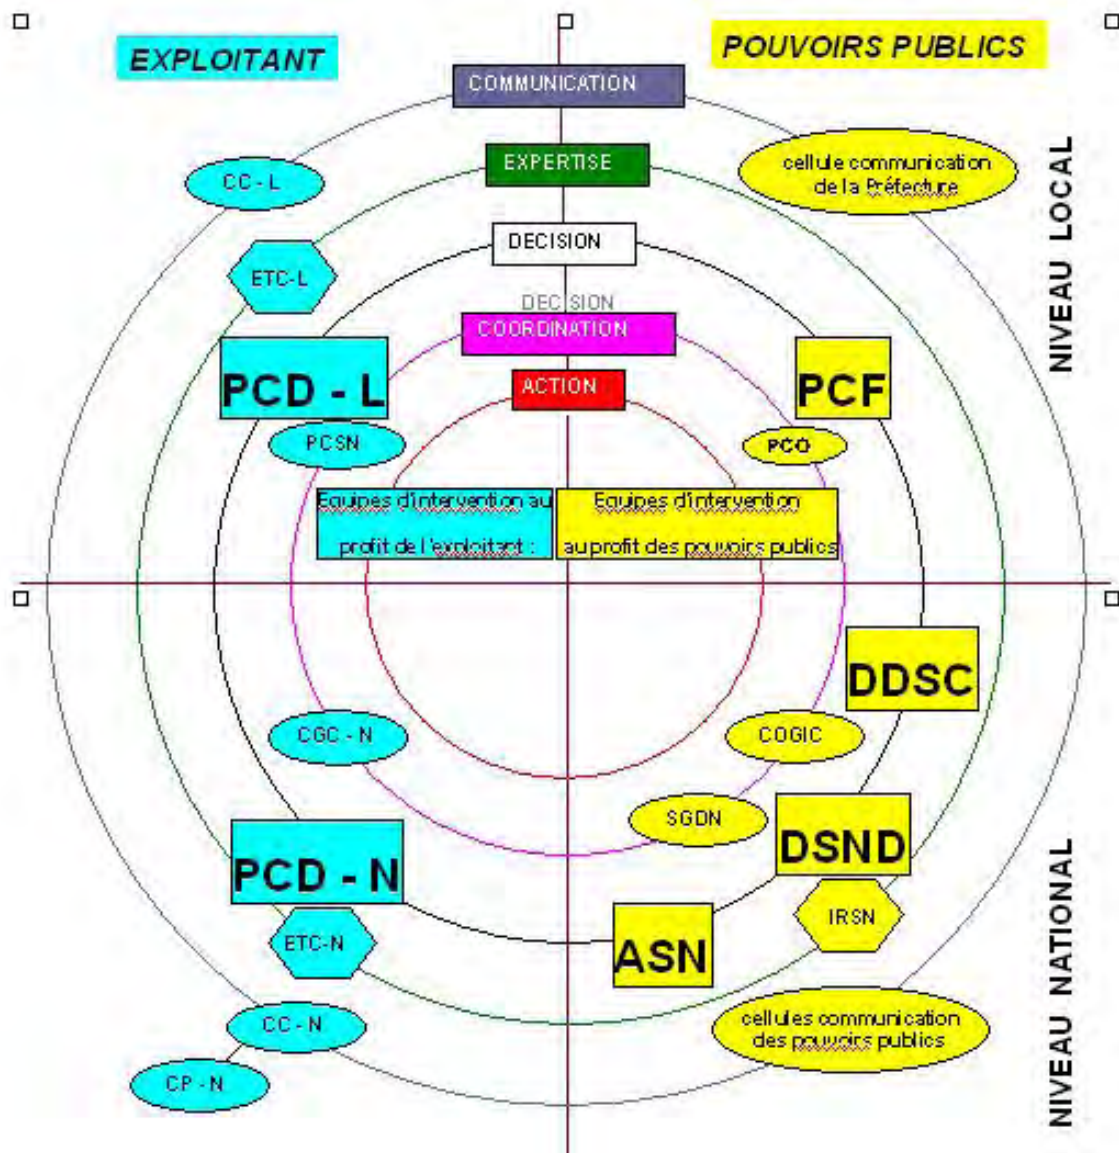 EXPLOITANT
POUVOIRS PUBLICS
COMMUNICATION
EXPERTISE
cellule communication
de la Préfecture
CC - L
NIVEAU LOCAL
DECISION
ETC-L
DECISION
COORDINATION
PCD - L
PCF
ACTION
PCSN
PCO
Equipes d'intervention au
profit de l'exploitant :
Equipes d'intervention
au profit des pouvoirs publics
DDSC
CGC - N
COGIC
SGDN
PCD - N
DSND
IRSN
ETC-N
ASN
NIVEAU NATIONAL
CC - N
cellules communication
des pouvoirs publics
CP - N